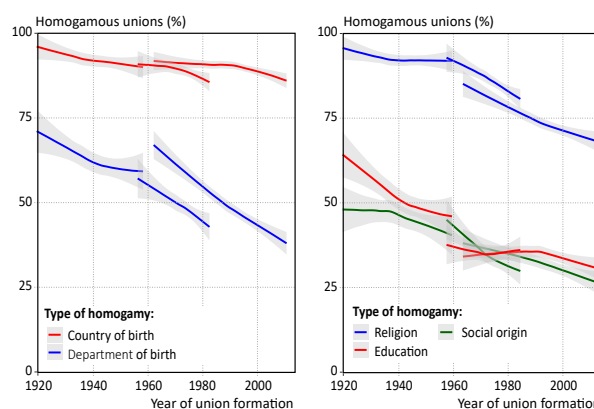 Homogamous unions (%)
100
75
50
25
0
Type of homogamy:
Country of birth
Department of birth
1920 1940 1960 1980 2000
Year of union formation
Homogamous unions (%)
100
75
50
25
0
Type of homogamy:
Religion Social origin
Education
1920 1940 1960 1980 2000
Year of union formation